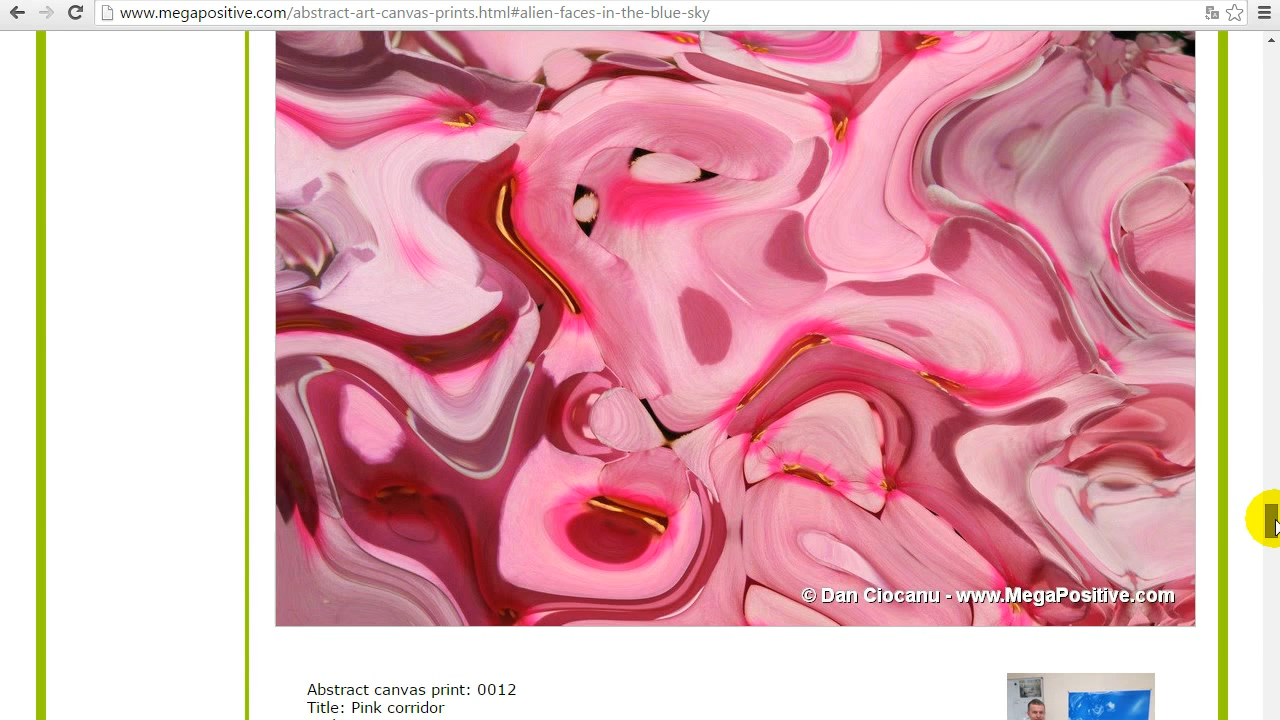 www.megapositive.com/abstract-art-canvas-prints.html#alien-faces-in-the-blue-sky
© Dan Ciocanu - www.MegaPositive.com
Abstract canvas print: 0012
Title: Pink corridor